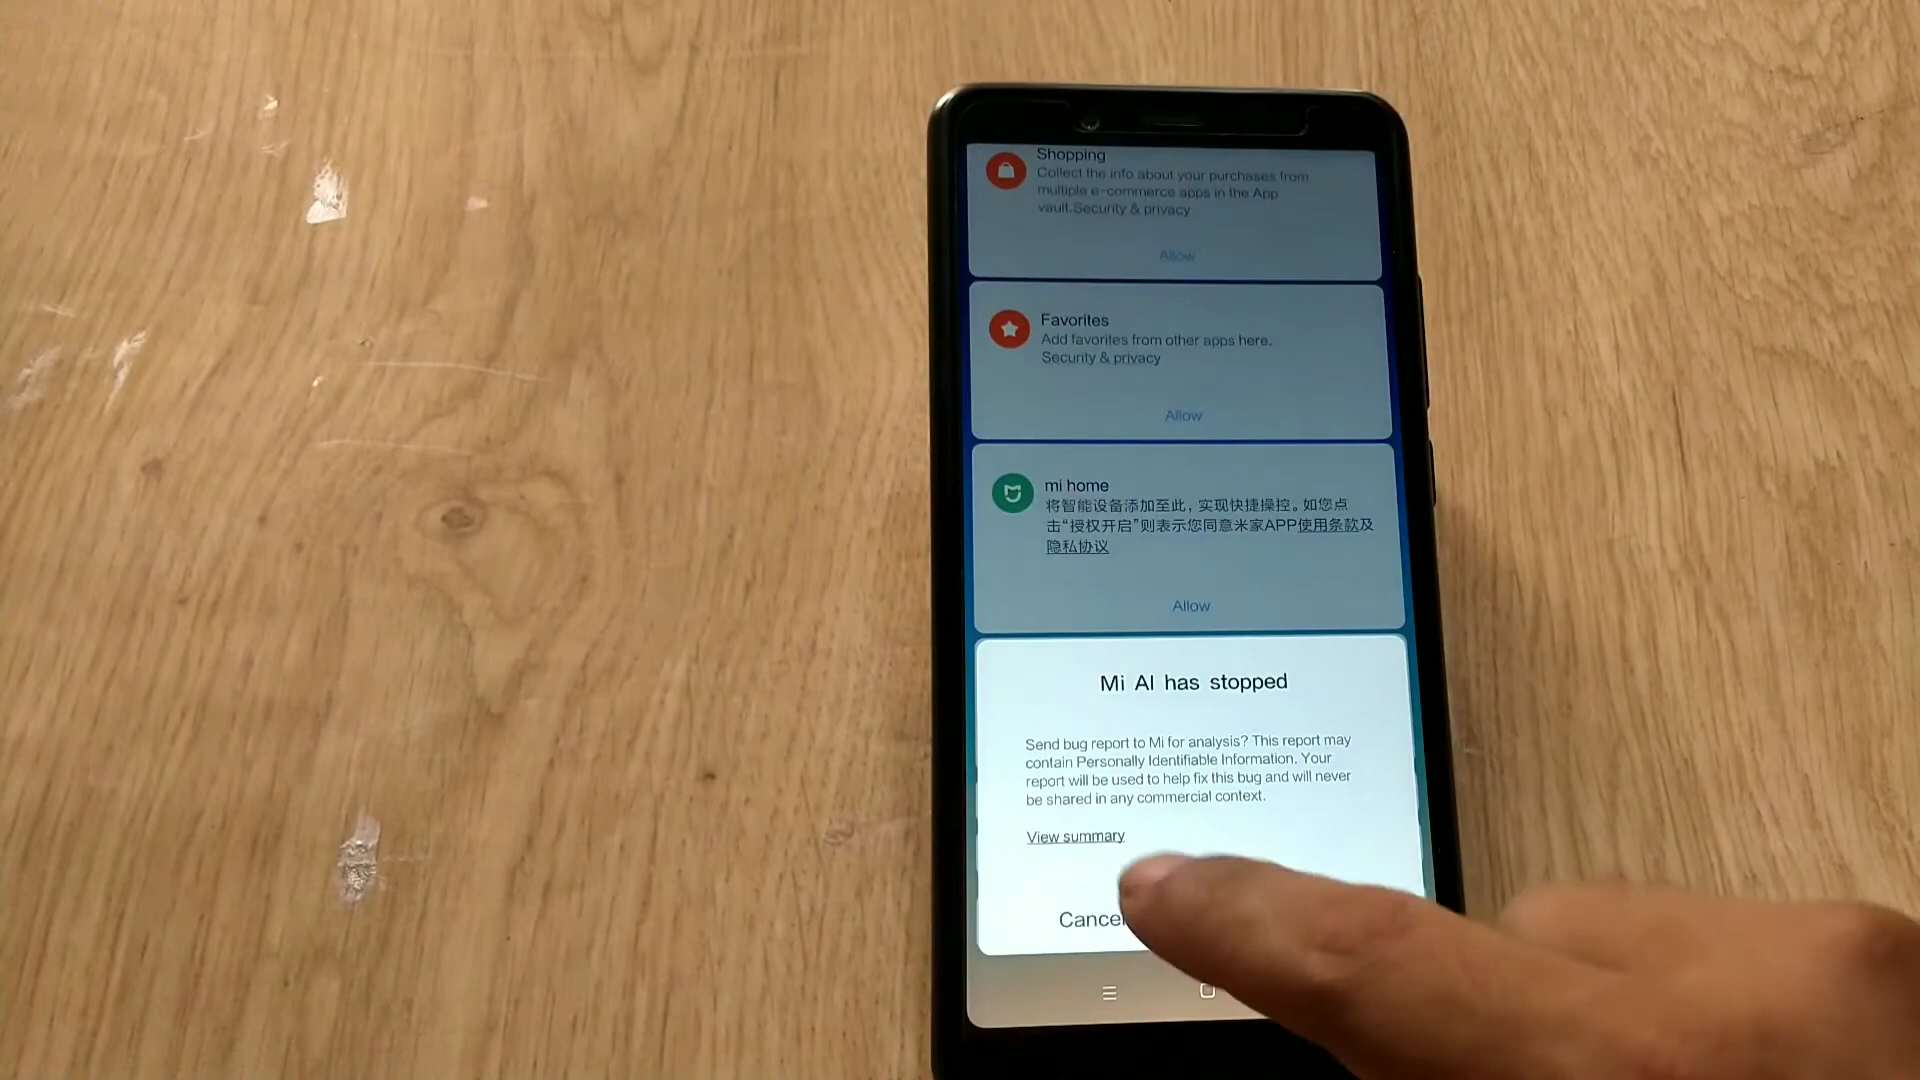 Shopping
Collect the info about your purchases from
multiple e-commerce apps in the App
vault.Security & privacy
Allow
Favorites
Add favorites from other apps here.
Security & privacy
Allow
mi home
将智能设备添加至此，实现快捷操控。如您点
击“授权开启”则表示您同意米家APP使用条款及
隐私协议
Allow
Mi AI has stopped
Send bug report to Mi for analysis? This report may
contain Personally Identifiable Information. Your
report will be used to help fix this bug and will never
be shared in any commercial context.
View summary
Cancel